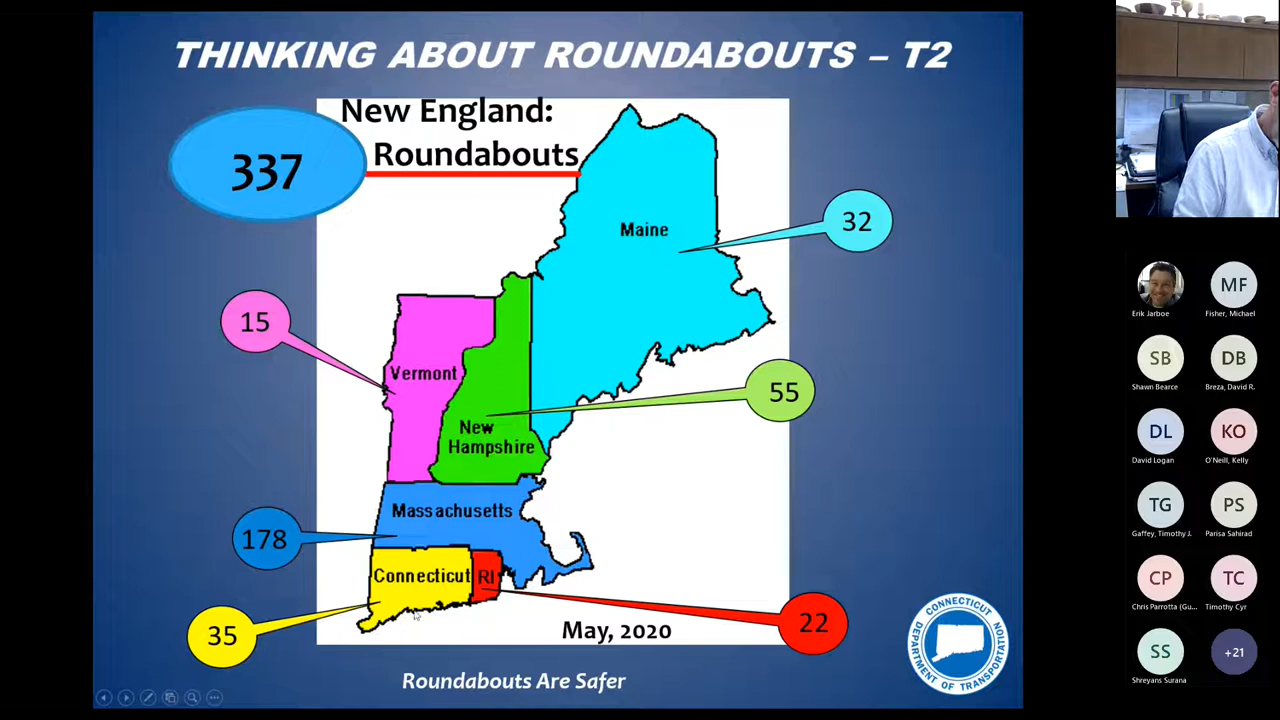 THINKING ABOUT ROUNDABOUTS – T2
New England:
Roundabouts
337
Maine
32
15
Vermont
55
New
Hampshire
Massachusetts
178
Connecticut
RI
35
22
May, 2020
Roundabouts Are Safer
CONNECTICUT
DEPARTMENT OF TRANSPORTATION
MF
Erik Jarboe
Fisher, Michael
SB
DB
Shawn Bearce
Breza, David R.
DL
KO
David Logan
O'Neill, Kelly
TG
PS
Gaffey, Timothy J.
Parisa Sahirad
CP
TC
Chris Parrotta (Gu...
Timothy Cyr
SS
+21
Shreyans Surana